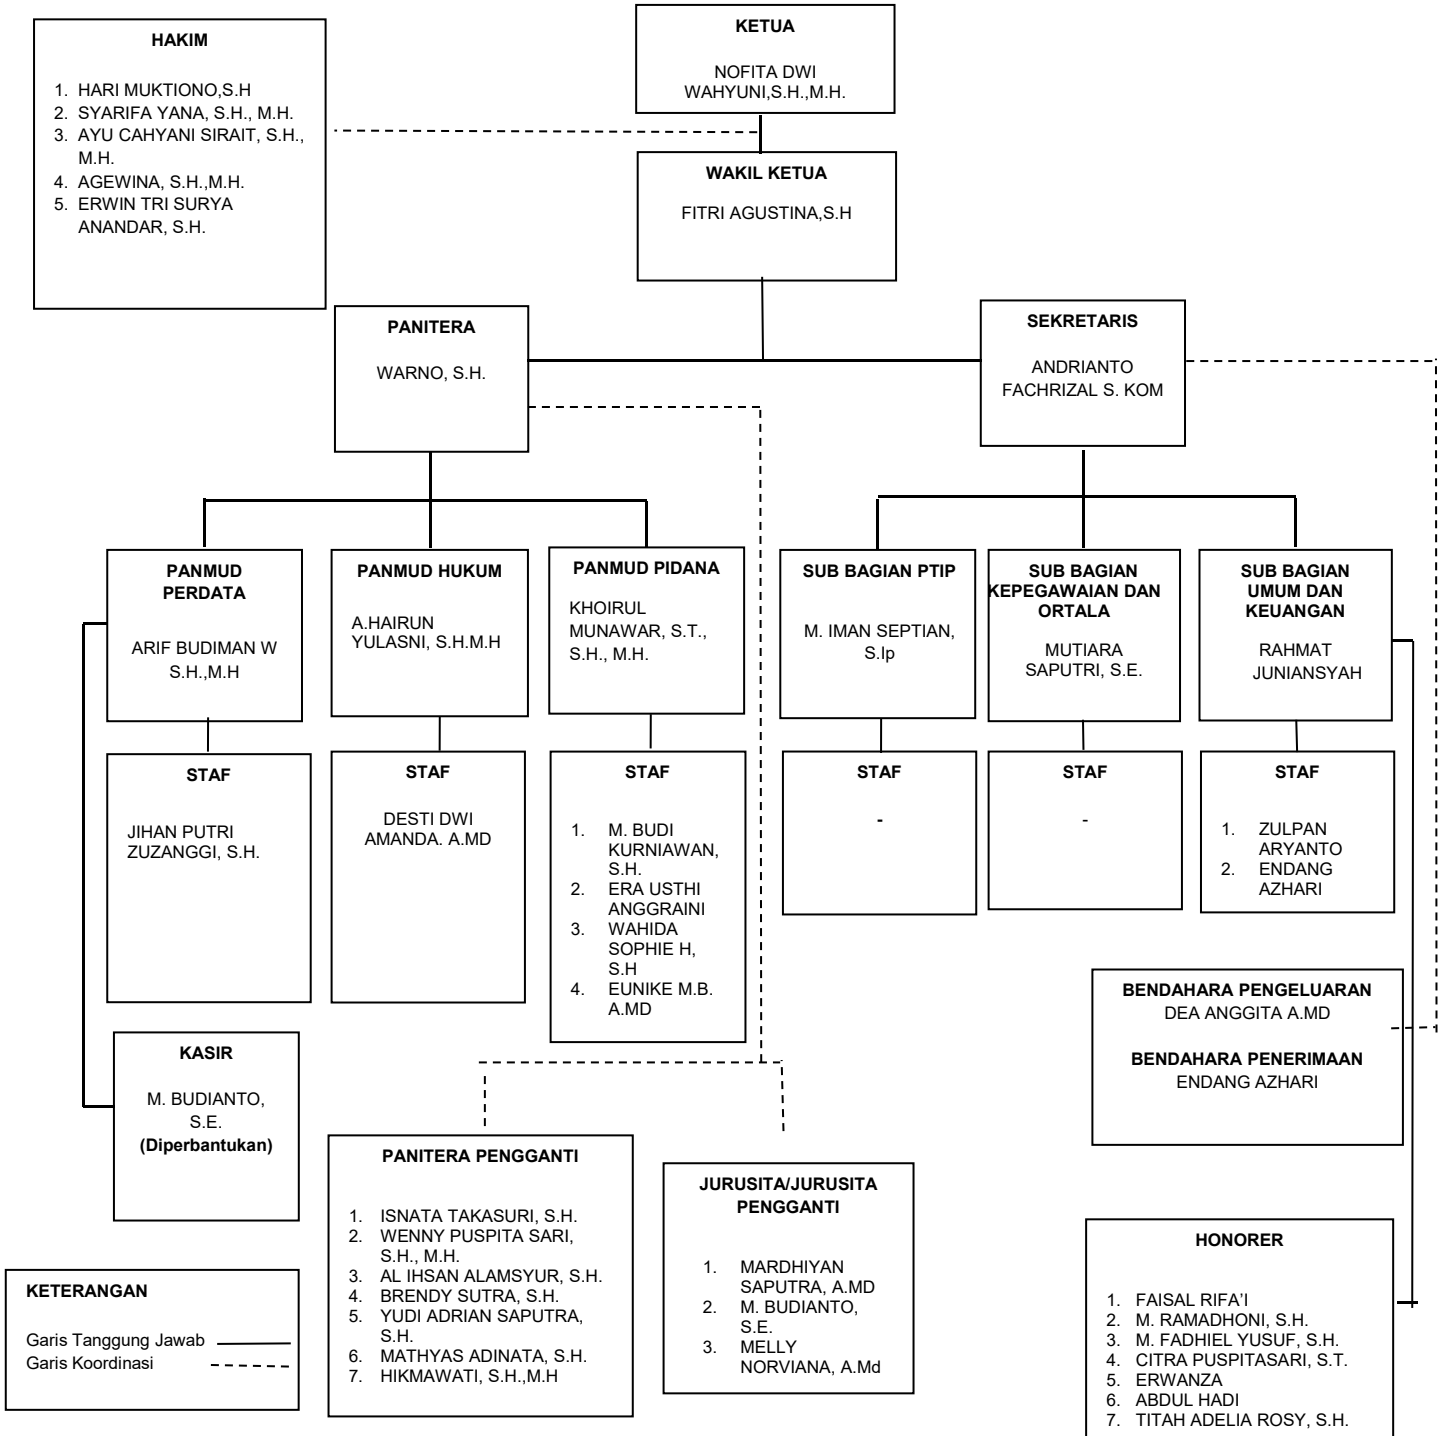 HAKIM
1. HARI MUKTIONO,S.H
2. SYARIFA YANA, S.H., M.H.
3. AYU CAHYANI SIRAIT, S.H.,
M.H.
4. AGEWINA, S.H.,M.H.
5. ERWIN TRI SURYA
ANANDAR, S.H.
KETUA
NOFITA DWI
WAHYUNI,S.H.,M.H.
WAKIL KETUA
FITRI AGUSTINA,S.H
PANITERA
WARNO, S.H.
SEKRETARIS
ANDRIANTO
FACHRIZAL S. KOM
PANMUD
PERDATA
ARIF BUDIMAN W
S.H.,M.H
PANMUD HUKUM
A.HAIRUN
YULASNI, S.H.M.H
PANMUD PIDANA
KHOIRUL
MUNAWAR, S.T.,
S.H., M.H.
SUB BAGIAN PTIP
M. IMAN SEPTIAN,
S.Ip
SUB BAGIAN
KEPEGAWAIAN DAN
ORTALA
MUTIARA
SAPUTRI, S.E.
SUB BAGIAN
UMUM DAN
KEUANGAN
RAHMAT
JUNIANSYAH
STAF
JIHAN PUTRI
ZUZANGGI, S.H.
STAF
DESTI DWI
AMANDA. A.MD
STAF
1. M. BUDI
KURNIAWAN,
S.H.
2. ERA USTHI
ANGGRAINI
3. WAHIDA
SOPHIE H,
S.H
4. EUNIKE M.B.
A.MD
STAF
-
STAF
-
STAF
1. ZULPAN
ARYANTO
2. ENDANG
AZHARI
KASIR
M. BUDIANTO,
S.E.
(Diperbantukan)
BENDAHARA PENGELUARAN
DEA ANGGITA A.MD
BENDAHARA PENERIMAAN
ENDANG AZHARI
PANITERA PENGGANTI
1. ISNATA TAKASURI, S.H.
2. WENNY PUSPITA SARI,
S.H., M.H.
3. AL IHSAN ALAMSYUR, S.H.
4. BRENDY SUTRA, S.H.
5. YUDI ADRIAN SAPUTRA,
S.H.
6. MATHYAS ADINATA, S.H.
7. HIKMAWATI, S.H.,M.H
JURUSITA/JURUSITA
PENGGANTI
1. MARDHIYAN
SAPUTRA, A.MD
2. M. BUDIANTO,
S.E.
3. MELLY
NORVIANA, A.Md
HONORER
1. FAISAL RIFA'I
2. M. RAMADHONI, S.H.
3. M. FADHIEL YUSUF, S.H.
4. CITRA PUSPITASARI, S.T.
5. ERWANZA
6. ABDUL HADI
7. TITAH ADELIA ROSY, S.H.
KETERANGAN
Garis Tanggung Jawab
Garis Koordinasi